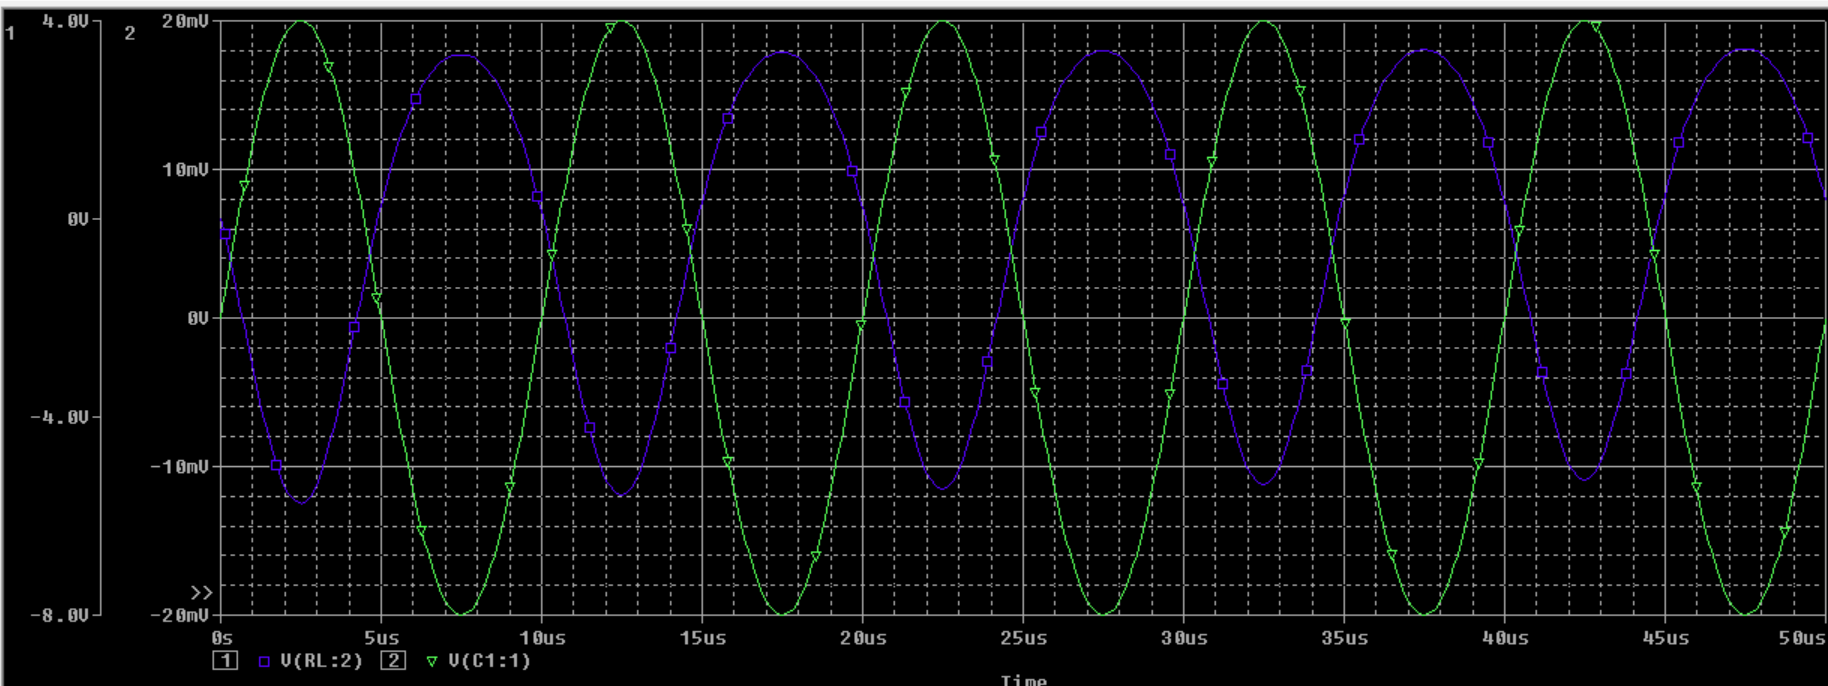 1
2
4.0V
20mV
10mV
0V
0V
-4.0V
-10mV
>>
-8.0V
-20mV
0s 5us 10us 15us 20us 25us 30us 35us 40us 45us 50us
1 V(RL:2) 2 V(C1:1)
Time